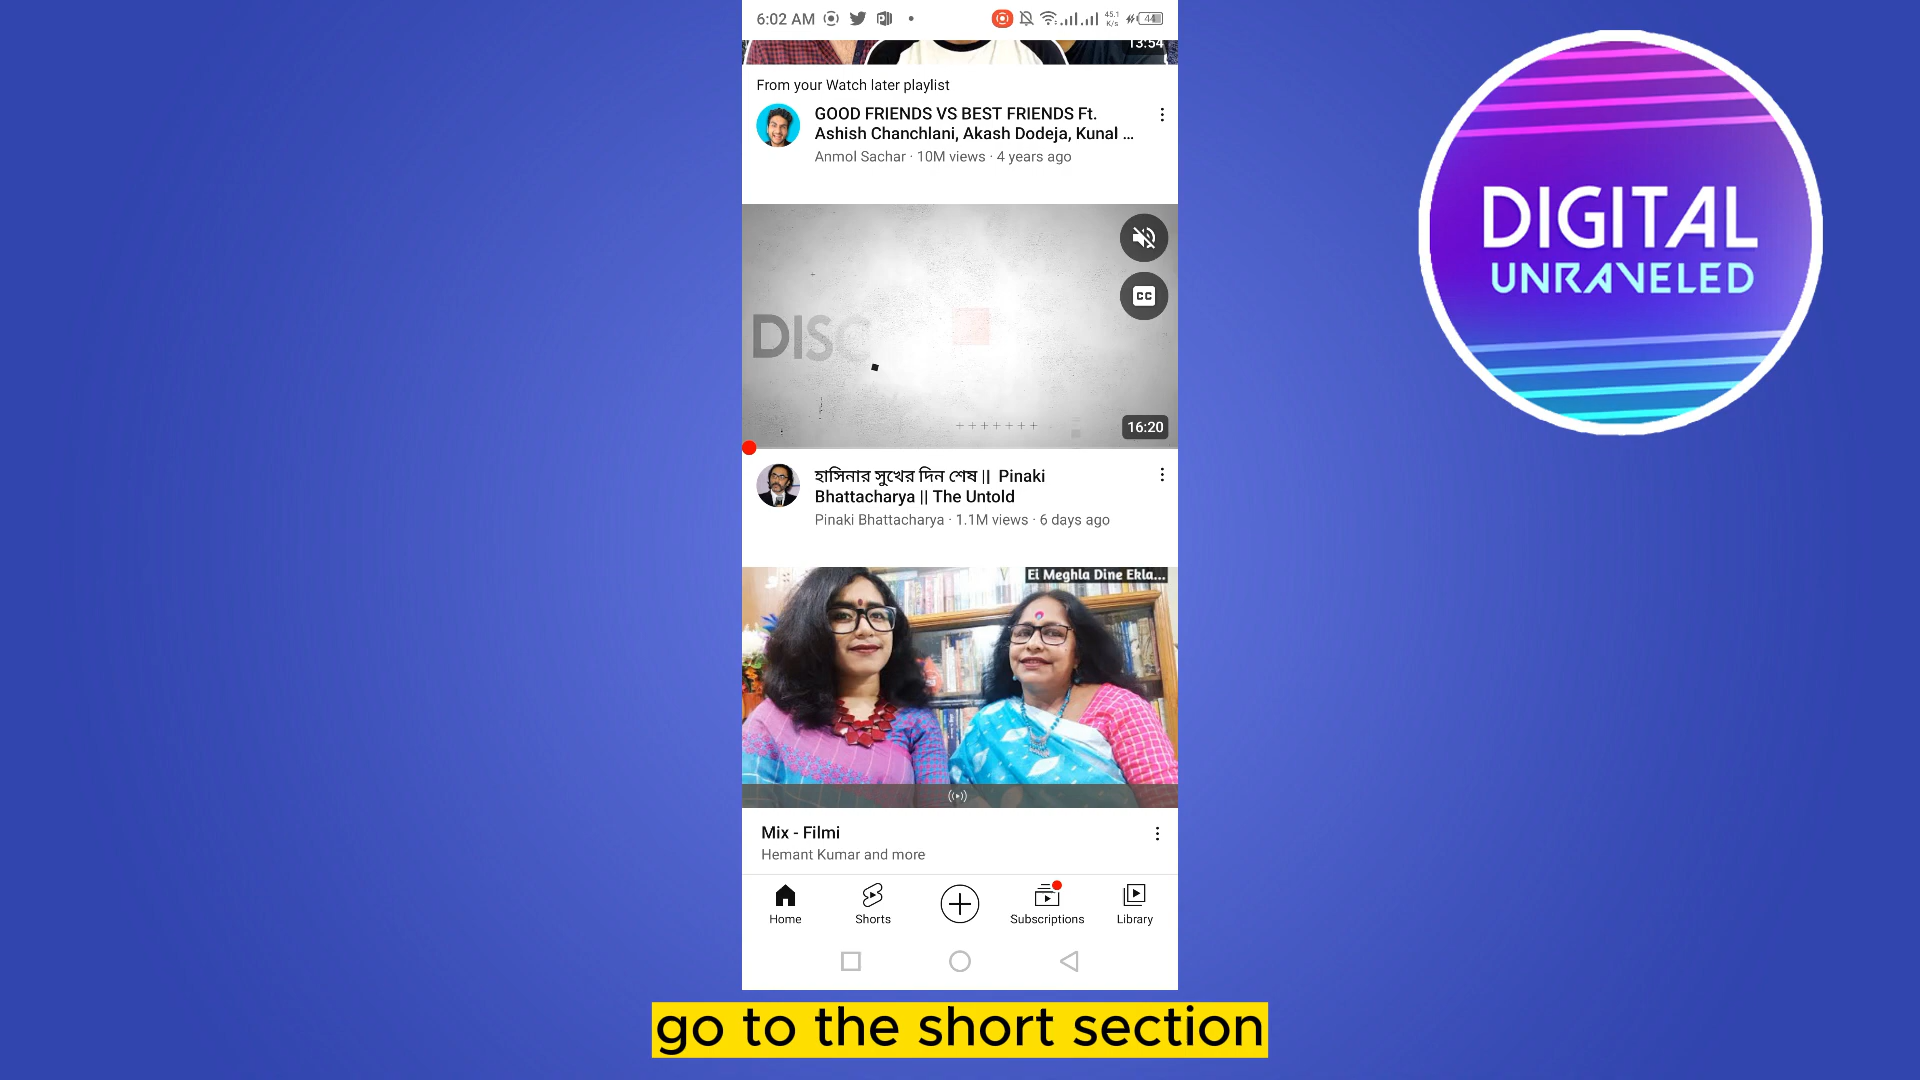 6:02 AM
45.1
K/s
44
13:54
From your Watch later playlist
GOOD FRIENDS VS BEST FRIENDS Ft.
Ashish Chanchlani, Akash Dodeja, Kunal ...
Anmol Sachar · 10M views · 4 years ago
DIGITAL
UNRAVELED
DISC
CC
16:20
হাসিনার সুখের দিন শেষ || Pinaki
Bhattacharya || The Untold
Pinaki Bhattacharya · 1.1M views · 6 days ago
Ei Meghla Dine Ekla...
Mix - Filmi
Hemant Kumar and more
Home
Shorts
Subscriptions
Library
go to the short section